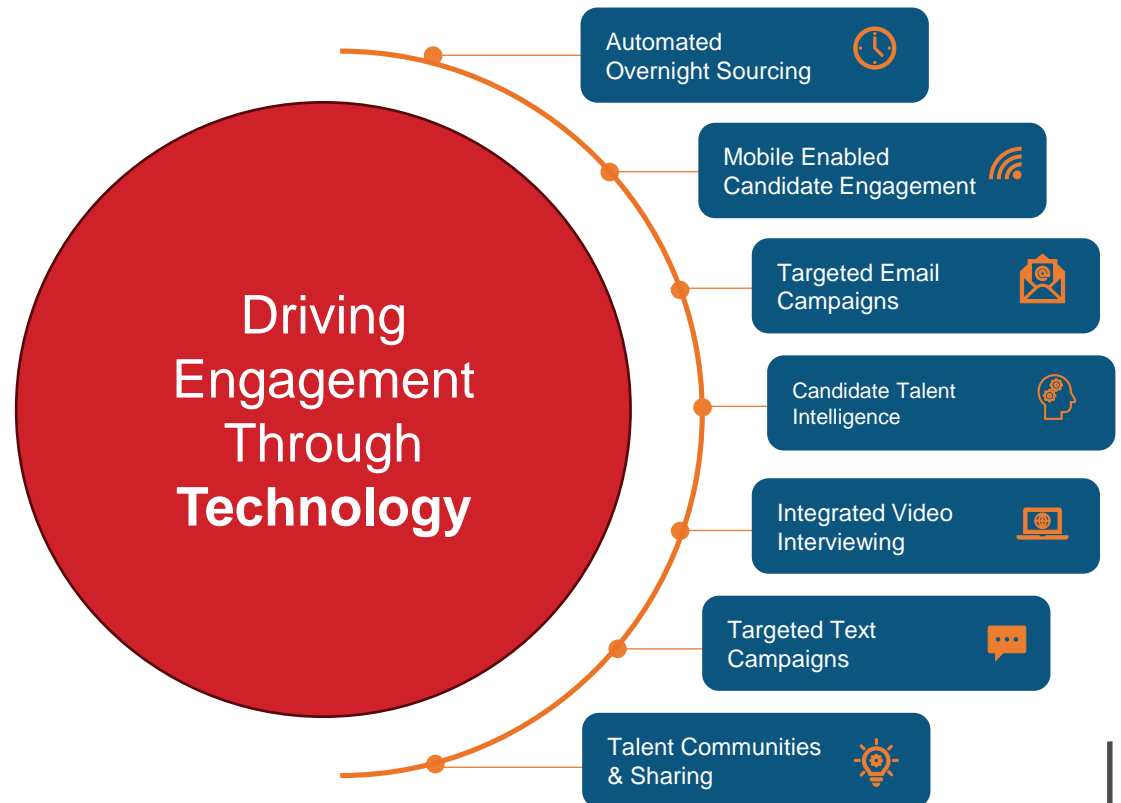 Driving
Engagement
Through
Technology
Automated
Overnight Sourcing
Mobile Enabled
Candidate Engagement
Targeted Email
Campaigns
Candidate Talent
Intelligence
Integrated Video
Interviewing
Targeted Text
Campaigns
Talent Communities
& Sharing